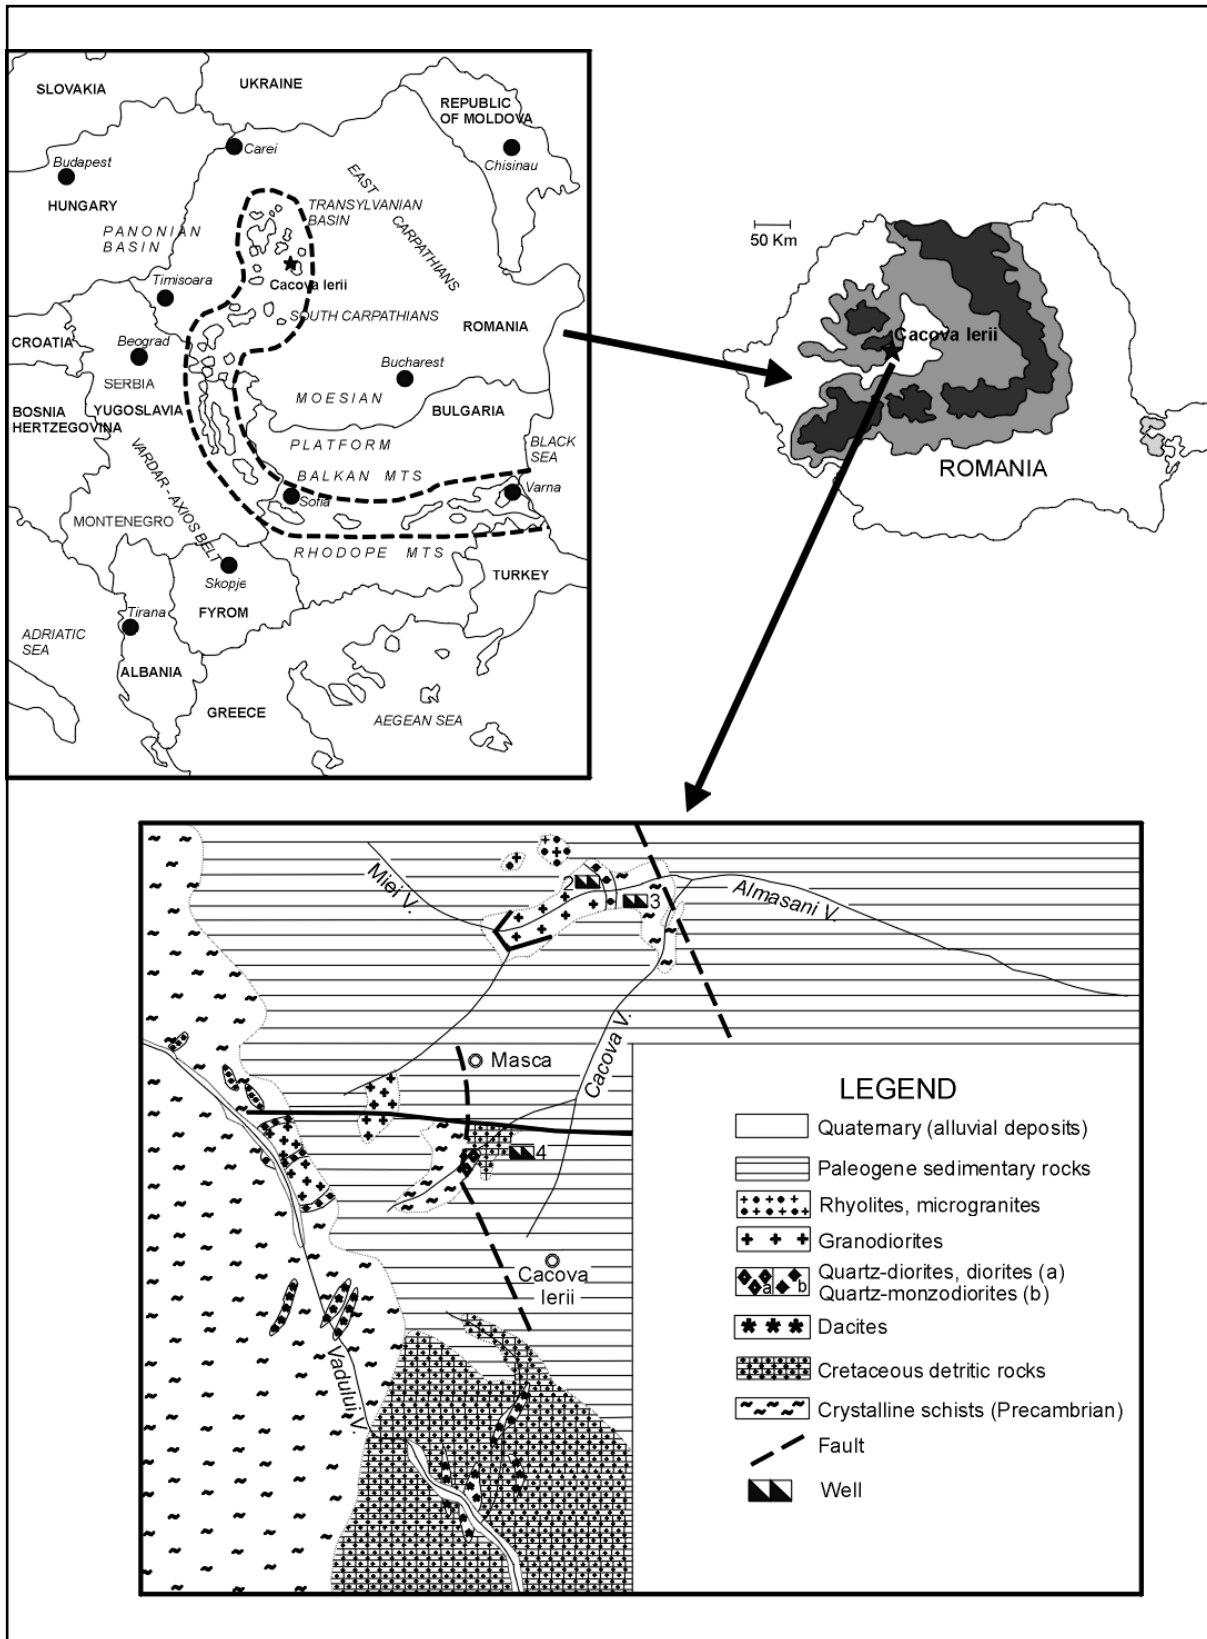 SLOVAKIA
UKRAINE
REPUBLIC
OF MOLDOVA
Carei
Budapest
Chisinau
HUNGARY
EAST CARPATHIANS
TRANSYLVANIAN
BASIN
PANONIAN
BASIN
Timisoara
Cacova Ierii
SOUTH CARPATHIANS
ROMANIA
CROATIA
Beograd
Bucharest
SERBIA
MOESIAN
BOSNIA
HERTZEGOVINA
YUGOSLAVIA
BULGARIA
PLATFORM
BLACK
SEA
VARDAR - AXIOS BELT
BALKAN MTS
Sofia
Varna
MONTENEGRO
RHODOPE MTS
TURKEY
Skopje
FYROM
Tirana
ADRIATIC
SEA
ALBANIA
GREECE
AEGEAN SEA
50 Km
Cacova Ierii
ROMANIA
Miei V.
2
3
Almasani V.
Masca
Cacova V.
4
Cacova
Ierii
Vadului V.
LEGEND
Quaternary (alluvial deposits)
Paleogene sedimentary rocks
Rhyolites, microgranites
Granodiorites
a
b
Quartz-diorites, diorites (a)
Quartz-monzodiorites (b)
Dacites
Cretaceous detritic rocks
Crystalline schists (Precambrian)
Fault
Well